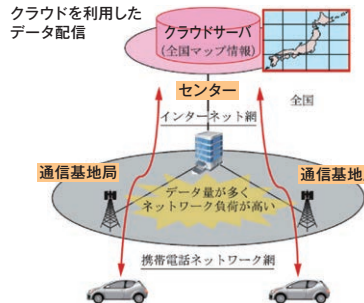 クラウドを利用した
データ配信
クラウドサーバ
(全国マップ情報)
センター
全国
インターネット網
通信基地局
通信基地
データ量が多く
ネットワーク負荷が高い
携帯電話ネットワーク網